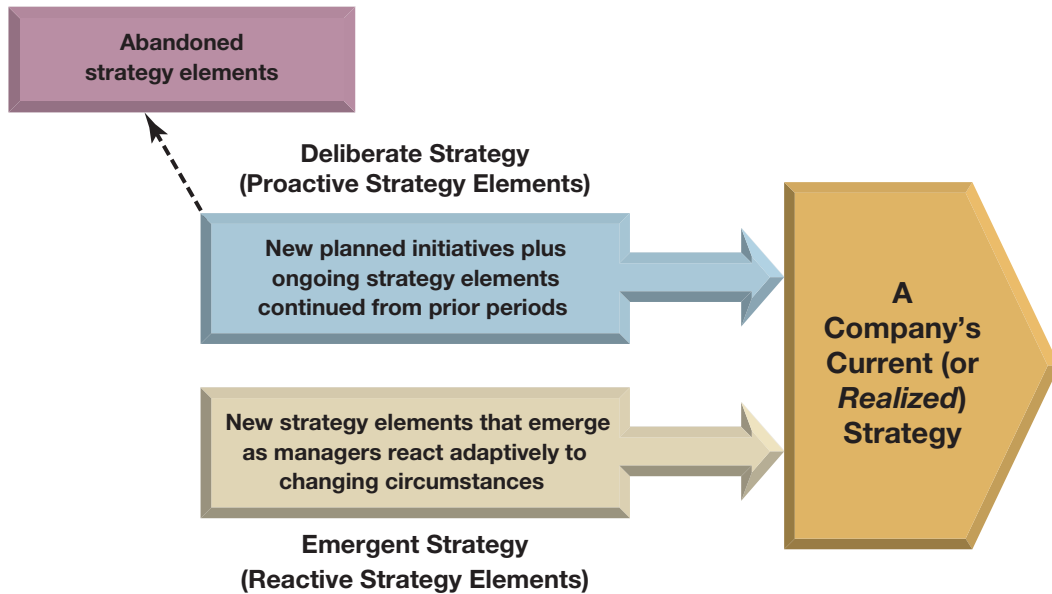 Abandoned
strategy elements
Deliberate Strategy
(Proactive Strategy Elements)
New planned initiatives plus
ongoing strategy elements
continued from prior periods
New strategy elements that emerge
as managers react adaptively to
changing circumstances
Emergent Strategy
(Reactive Strategy Elements)
A
Company’s
Current (or
Realized)
Strategy